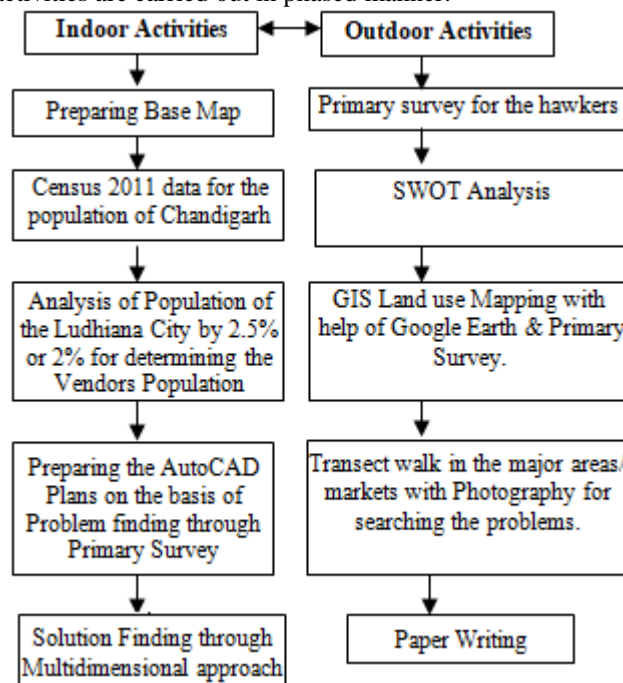 activities are carried out in phased manner.
Indoor Activities
Outdoor Activities
Preparing Base Map
Primary survey for the hawkers
Census 2011 data for the
population of Chandigarh
SWOT Analysis
Analysis of Population of
the Ludhiana City by 2.5%
or 2% for determining the
Vendors Population
GIS Land use Mapping with
help of Google Earth & Primary
Survey.
Preparing the AutoCAD
Plans on the basis of
Problem finding through
Primary Survey
Transect walk in the major areas/
markets with Photography for
searching the problems.
Solution Finding through
Multidimensional approach
Paper Writing